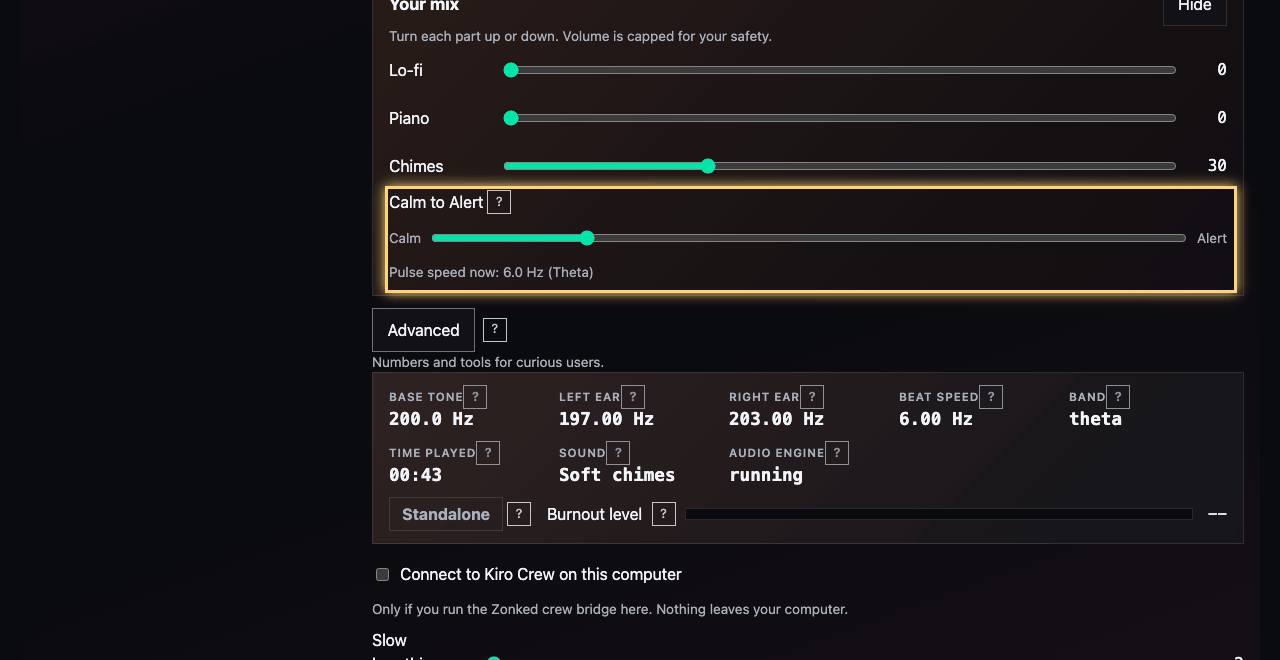 Your mix Hide
Turn each part up or down. Volume is capped for your safety.
Lo-fi 0
Piano 0
Chimes 30
Calm to Alert ?
Calm Alert
Pulse speed now: 6.0 Hz (Theta)
Advanced ?
Numbers and tools for curious users.
BASE TONE ? LEFT EAR ? RIGHT EAR ? BEAT SPEED ? BAND ?
200.0 Hz 197.00 Hz 203.00 Hz 6.00 Hz theta
TIME PLAYED ? SOUND ? AUDIO ENGINE ?
00:43 Soft chimes running
Standalone ? Burnout level ? --
Connect to Kiro Crew on this computer
Only if you run the Zonked crew bridge here. Nothing leaves your computer.
Slow